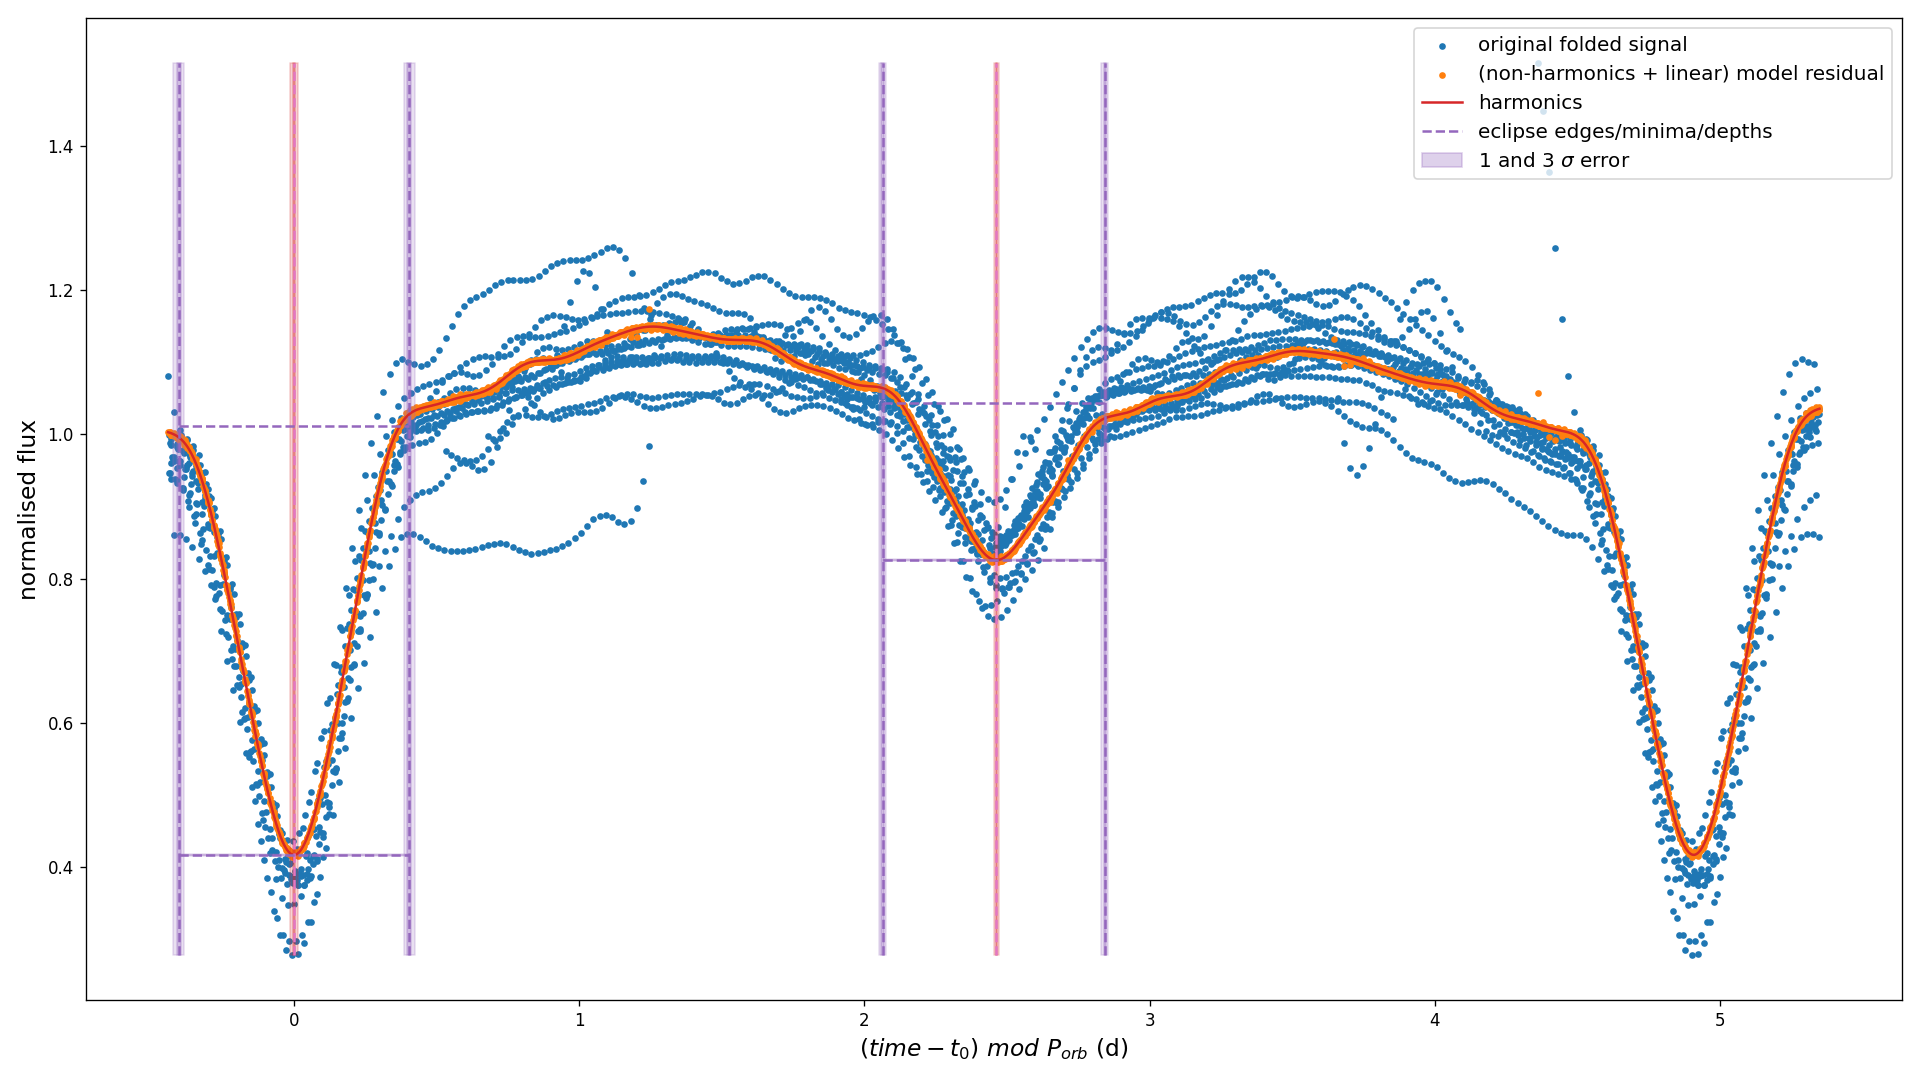 original folded signal
(non-harmonics + linear) model residual
harmonics
eclipse edges/minima/depths
1 and 3 σ error
normalised flux
1.4
1.2
1.0
0.8
0.6
0.4
0
1
2
3
4
5
(time − t₀) mod Pₒᵣb (d)